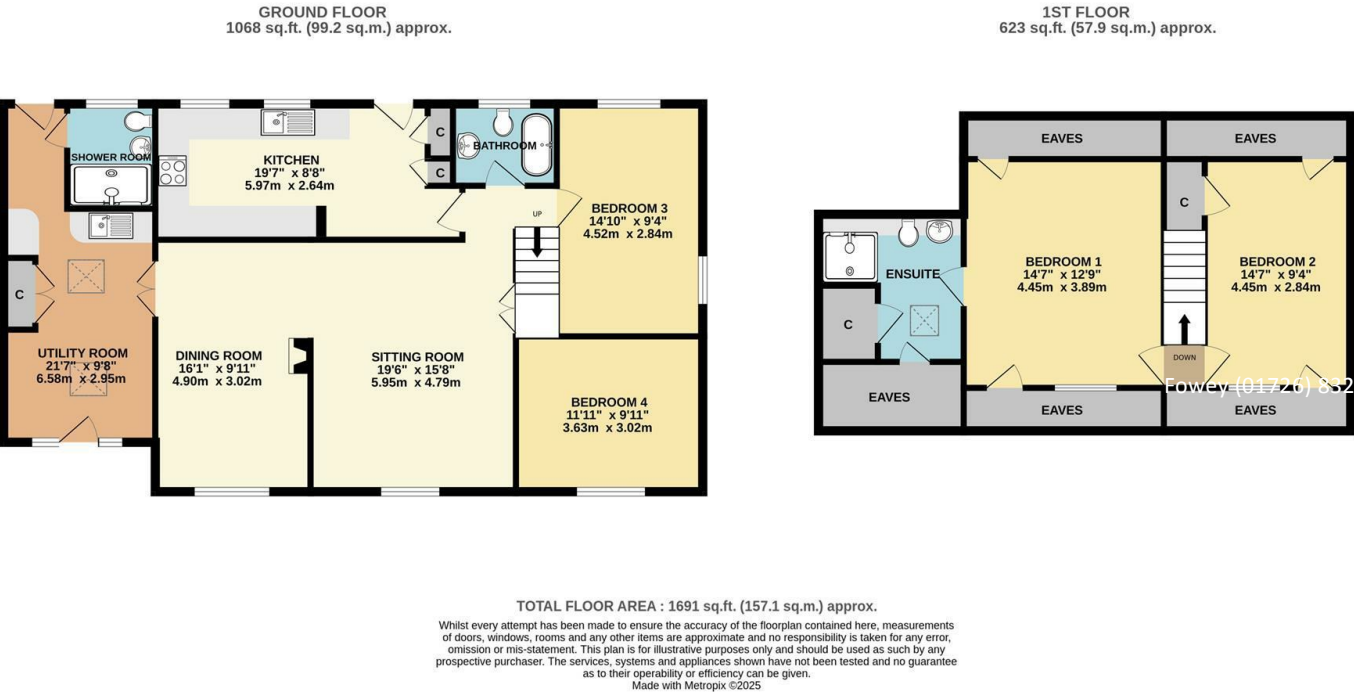 GROUND FLOOR
1068 sq.ft. (99.2 sq.m.) approx.
1ST FLOOR
623 sq.ft. (57.9 sq.m.) approx.
SHOWER ROOM
KITCHEN
19'7" x 8'8"
5.97m x 2.64m
C
C
BATHROOM
BEDROOM 3
14'10" x 9'4"
4.52m x 2.84m
UP
C
UTILITY ROOM
21'7" x 9'8"
6.58m x 2.95m
DINING ROOM
16'1" x 9'11"
4.90m x 3.02m
SITTING ROOM
19'6" x 15'8"
5.95m x 4.79m
BEDROOM 4
11'11" x 9'11"
3.63m x 3.02m
EAVES
EAVES
C
ENSUITE
BEDROOM 1
14'7" x 12'9"
4.45m x 3.89m
BEDROOM 2
14'7" x 9'4"
4.45m x 2.84m
C
DOWN
Fowey (01726) 832
EAVES
EAVES
EAVES
TOTAL FLOOR AREA : 1691 sq.ft. (157.1 sq.m.) approx.
Whilst every attempt has been made to ensure the accuracy of the floorplan contained here, measurements
of doors, windows, rooms and any other items are approximate and no responsibility is taken for any error,
omission or mis-statement. This plan is for illustrative purposes only and should be used as such by any
prospective purchaser. The services, systems and appliances shown have not been tested and no guarantee
as to their operability or efficiency can be given.
Made with Metropix ©2025